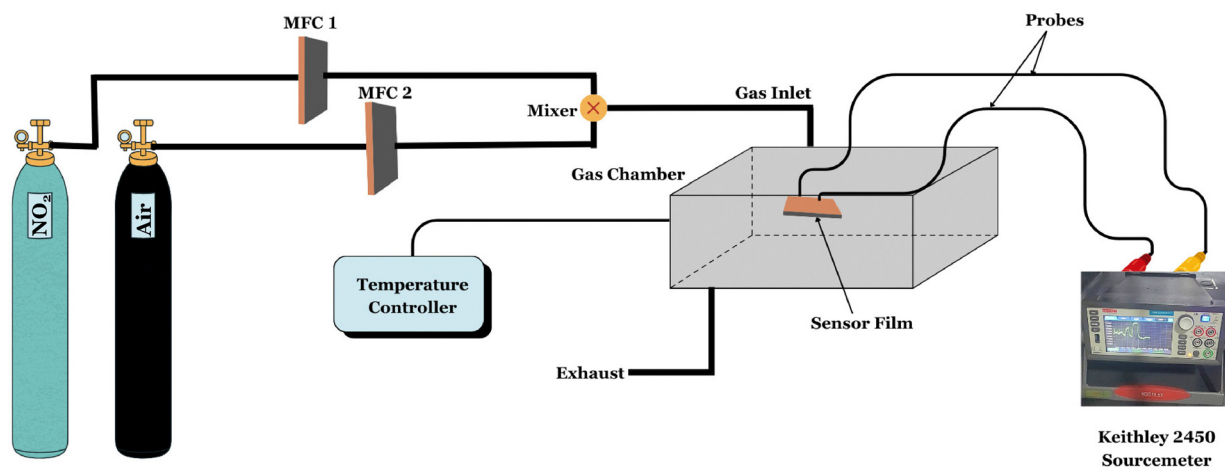 MFC 1
Probes
MFC 2
Gas Inlet
Mixer
Gas Chamber
NO₂
Air
Temperature
Controller
Sensor Film
Exhaust
Keithley 2450
Sourcemeter